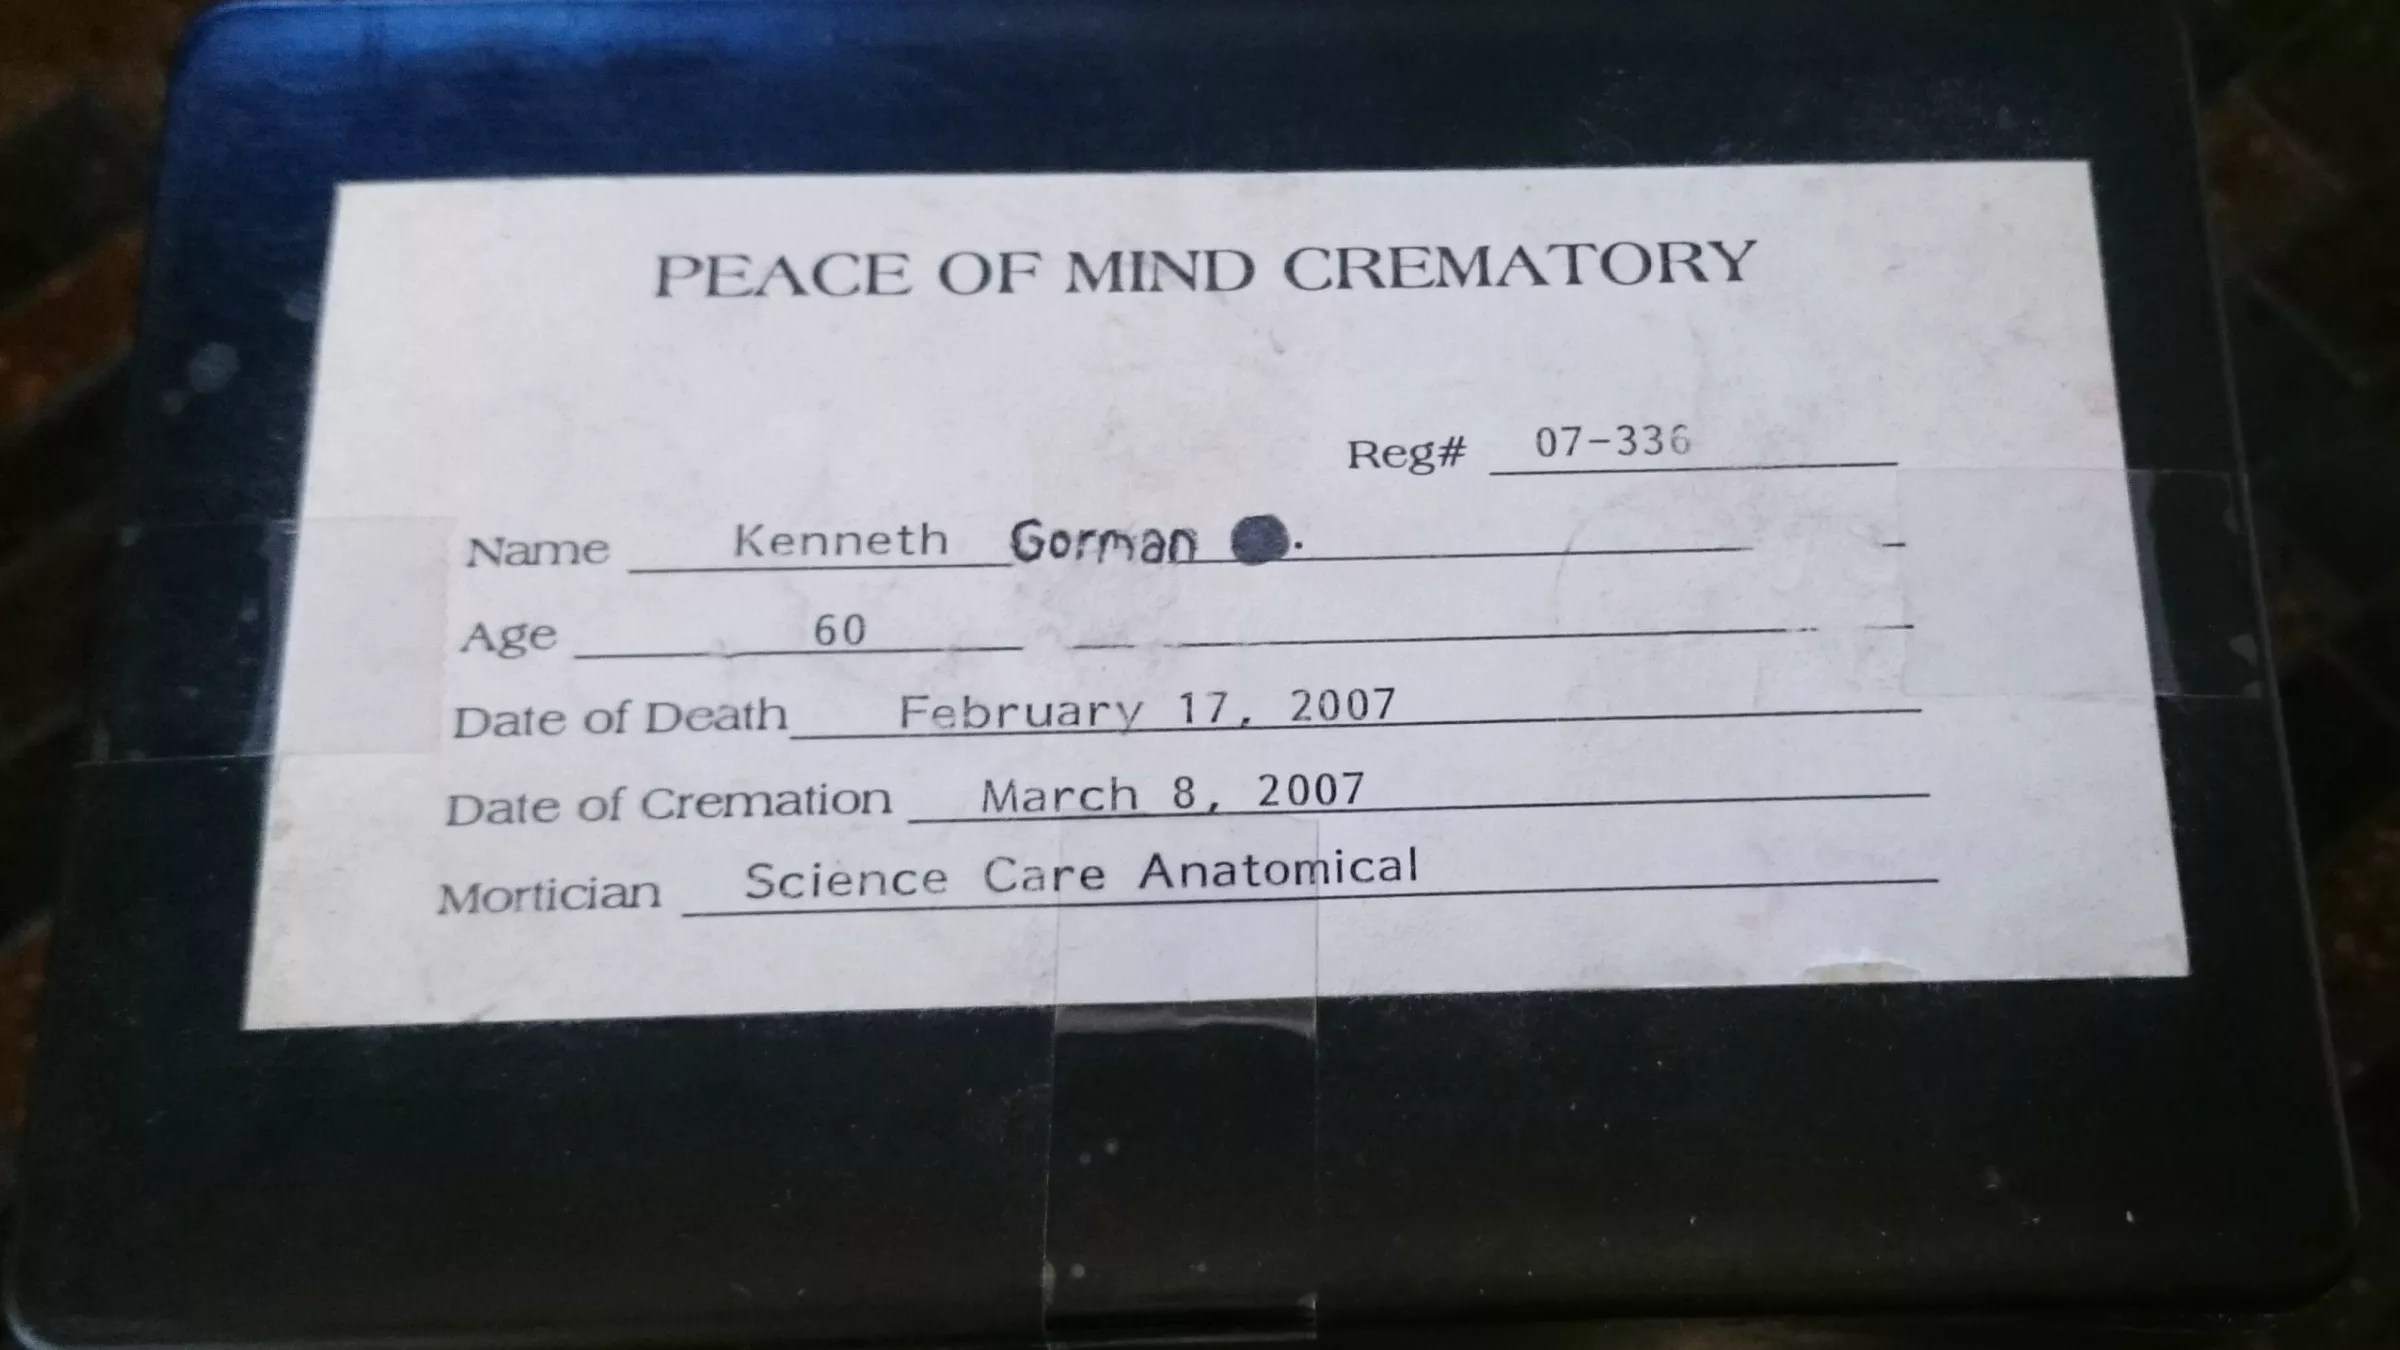 PEACE OF MIND CREMATORY
Reg# 07-336
Name Kenneth Gorman .
Age 60
Date of Death February 17, 2007
Date of Cremation March 8, 2007
Mortician Science Care Anatomical